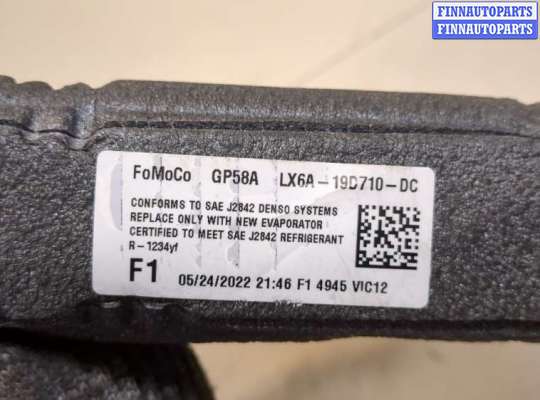 FINNAUTOPARTS
FINNAUTOPARTS
FoMoCo GP58A LX6A-19D710-DC
CONFORMS TO SAE J2842 DENSO SYSTEMS
REPLACE ONLY WITH NEW EVAPORATOR
CERTIFIED TO MEET SAE J2842 REFRIGERANT
R-1234yf
F1 05/24/2022 21:46 F1 4945 VIC12